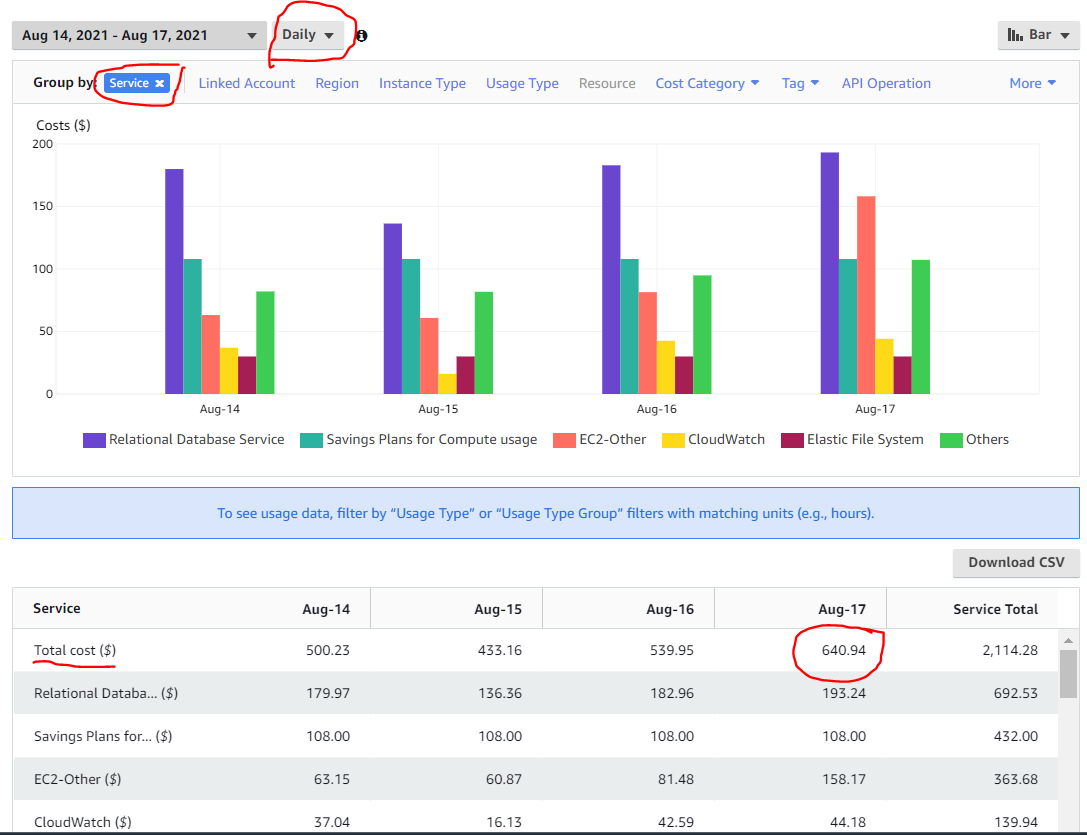 Aug 14, 2021 - Aug 17, 2021 Daily Bar
Group by: Service × Linked Account Region Instance Type Usage Type Resource Cost Category Tag API Operation More
Costs ($)
200
150
100
50
0
Aug-14 Aug-15 Aug-16 Aug-17
Relational Database Service Savings Plans for Compute usage EC2-Other CloudWatch Elastic File System Others
To see usage data, filter by “Usage Type” or “Usage Type Group” filters with matching units (e.g., hours).
Download CSV
Service Aug-14 Aug-15 Aug-16 Aug-17 Service Total
Total cost ($) 500.23 433.16 539.95 640.94 2,114.28
Relational Databa... ($) 179.97 136.36 182.96 193.24 692.53
Savings Plans for... ($) 108.00 108.00 108.00 108.00 432.00
EC2-Other ($) 63.15 60.87 81.48 158.17 363.68
CloudWatch ($) 37.04 16.13 42.59 44.18 139.94